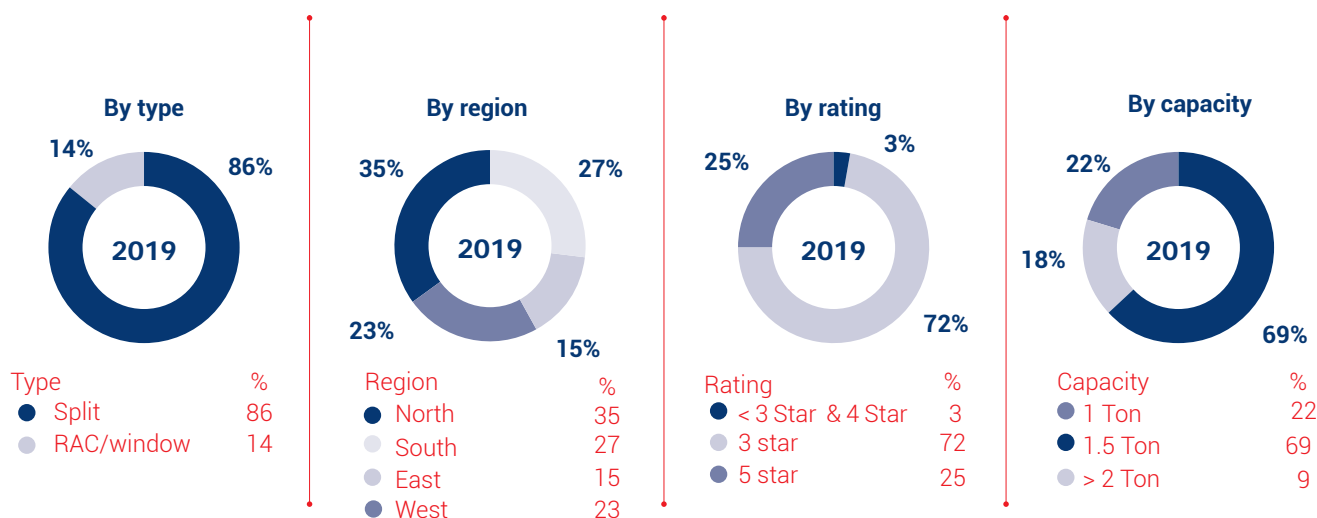 By type
14%
86%
2019
Type %
Split 86
RAC/window 14
By region
35%
27%
2019
23%
15%
Region %
North 35
South 27
East 15
West 23
By rating
25%
3%
2019
72%
Rating %
< 3 Star & 4 Star 3
3 star 72
5 star 25
By capacity
22%
18%
2019
69%
Capacity %
1 Ton 22
1.5 Ton 69
> 2 Ton 9